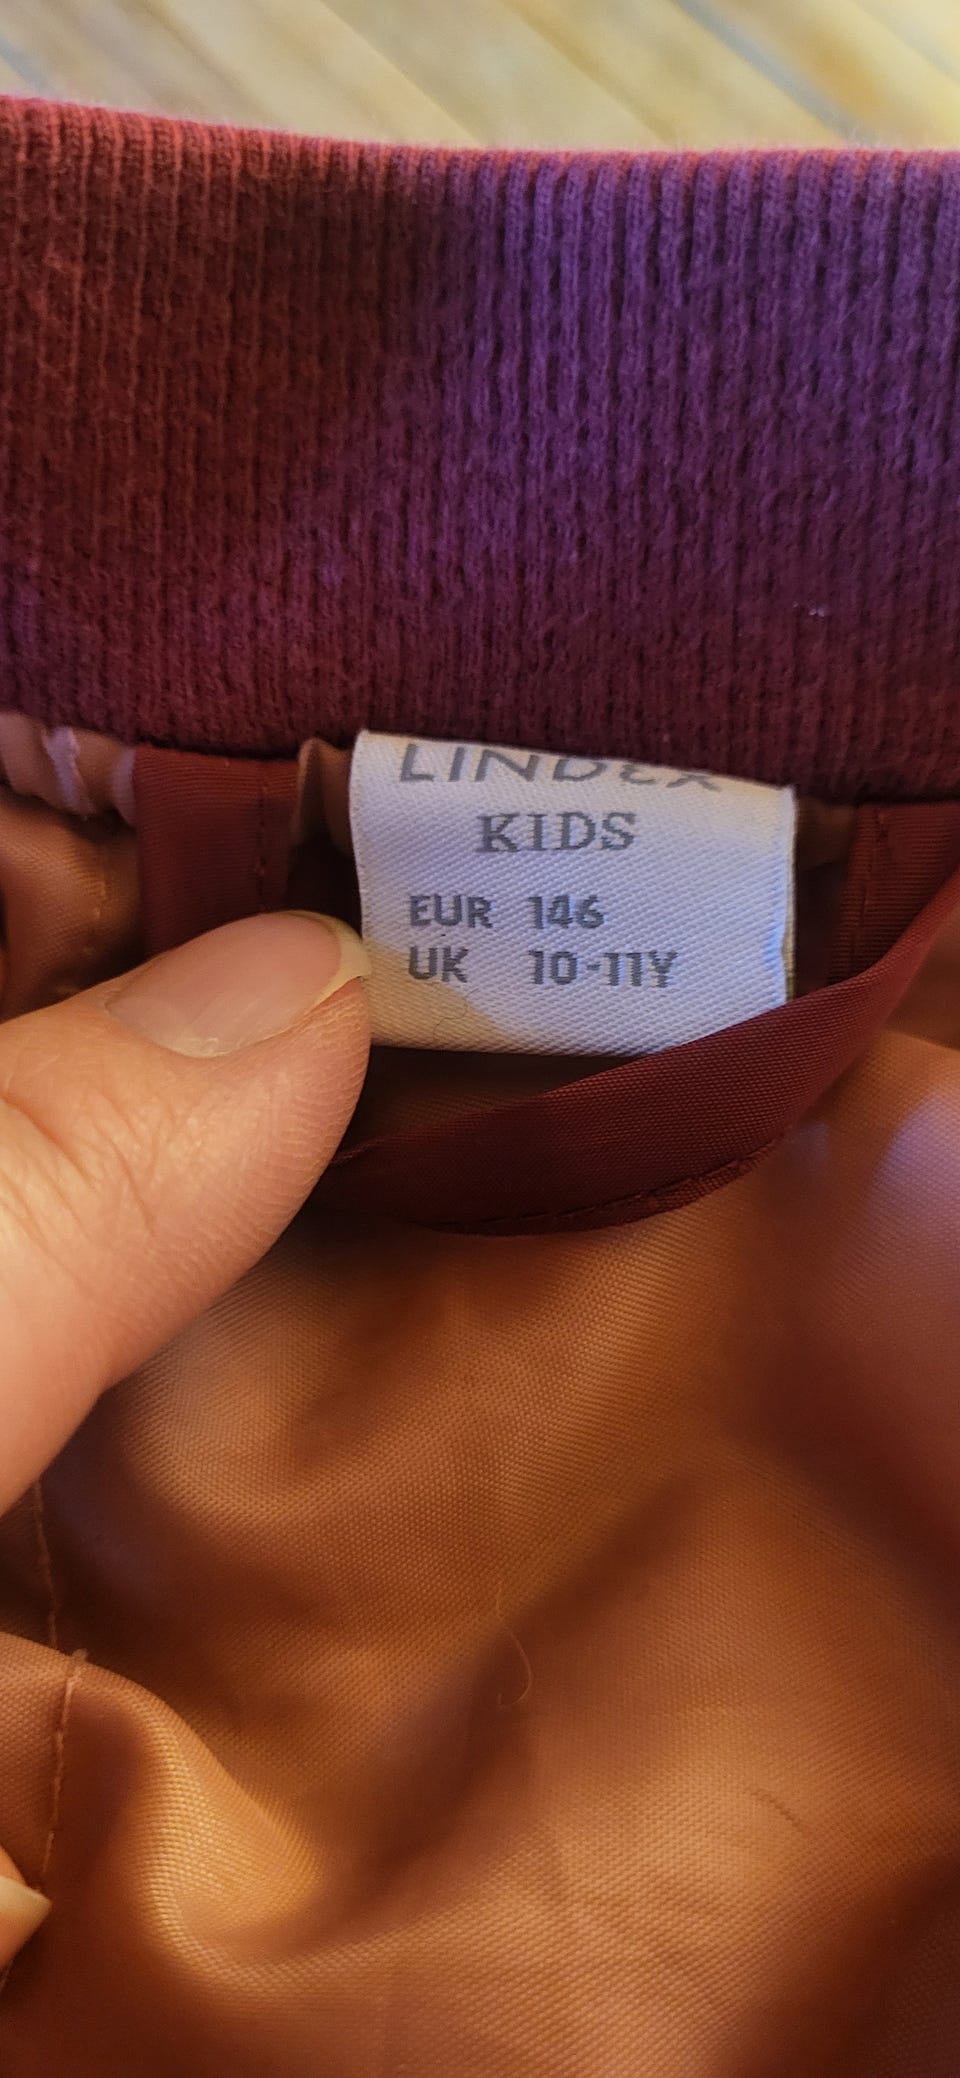 LINDEX
KIDS
EUR 146
UK 10-11Y